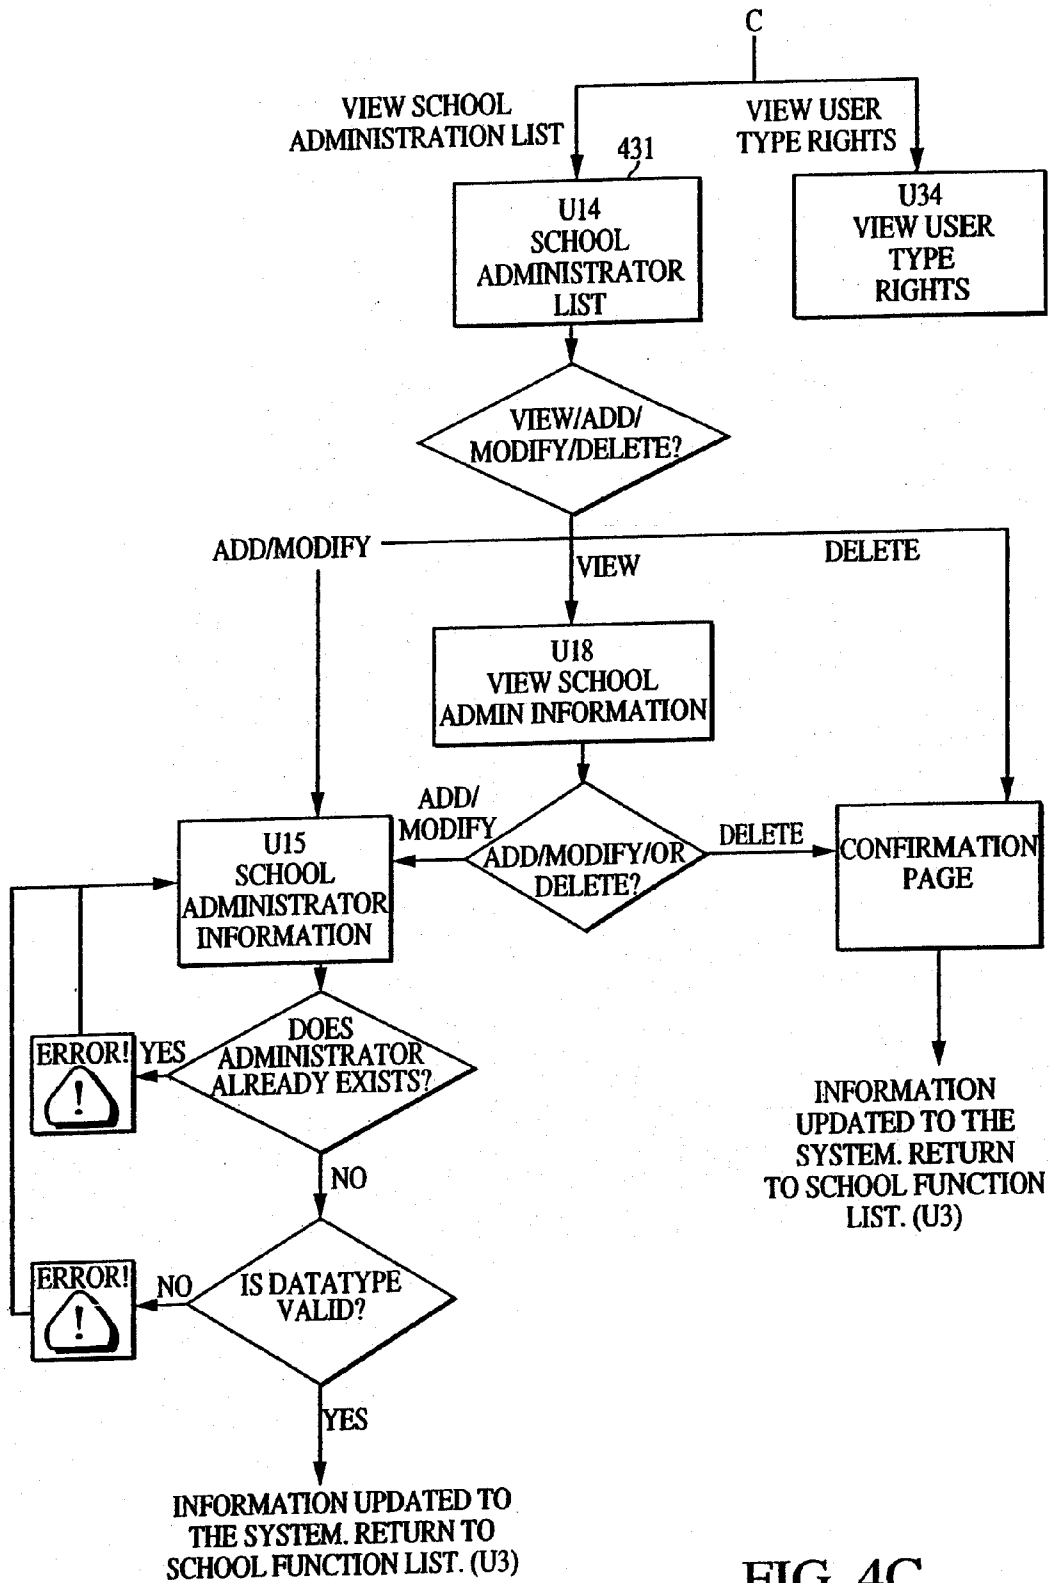 C
VIEW SCHOOL
ADMINISTRATION LIST
VIEW USER
TYPE RIGHTS
431
U14
SCHOOL
ADMINISTRATOR
LIST
U34
VIEW USER
TYPE
RIGHTS
VIEW/ADD/
MODIFY/DELETE?
ADD/MODIFY
VIEW
DELETE
U18
VIEW SCHOOL
ADMIN INFORMATION
ADD/
MODIFY
ADD/MODIFY/OR
DELETE?
DELETE
CONFIRMATION
PAGE
U15
SCHOOL
ADMINISTRATOR
INFORMATION
DOES
ADMINISTRATOR
ALREADY EXISTS?
YES
ERROR!
!
NO
INFORMATION
UPDATED TO THE
SYSTEM. RETURN
TO SCHOOL FUNCTION
LIST. (U3)
IS DATATYPE
VALID?
NO
ERROR!
!
YES
INFORMATION UPDATED TO
THE SYSTEM. RETURN TO
SCHOOL FUNCTION LIST. (U3)
FIG. 4C